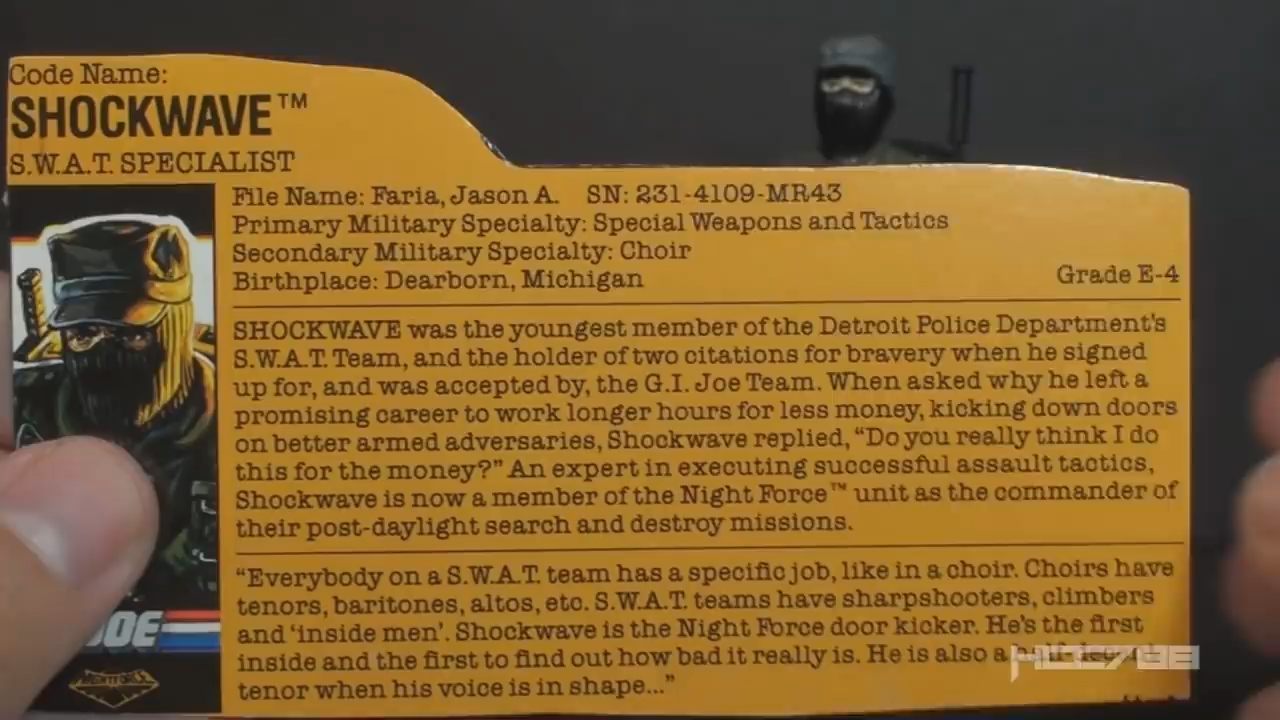 Code Name:
SHOCKWAVE™
S.W.A.T. SPECIALIST
File Name: Faria, Jason A. SN: 231-4109-MR43
Primary Military Specialty: Special Weapons and Tactics
Secondary Military Specialty: Choir
Birthplace: Dearborn, Michigan Grade E-4
SHOCKWAVE was the youngest member of the Detroit Police Department's
S.W.A.T. Team, and the holder of two citations for bravery when he signed
up for, and was accepted by, the G.I. Joe Team. When asked why he left a
promising career to work longer hours for less money, kicking down doors
on better armed adversaries, Shockwave replied, “Do you really think I do
this for the money?” An expert in executing successful assault tactics,
Shockwave is now a member of the Night Force™ unit as the commander of
their post-daylight search and destroy missions.
“Everybody on a S.W.A.T. team has a specific job, like in a choir. Choirs have
tenors, baritones, altos, etc. S.W.A.T. teams have sharpshooters, climbers
and ‘inside men’. Shockwave is the Night Force door kicker. He's the first
inside and the first to find out how bad it really is. He is also a
tenor when his voice is in shape...”
OE
NIGHT FORCE